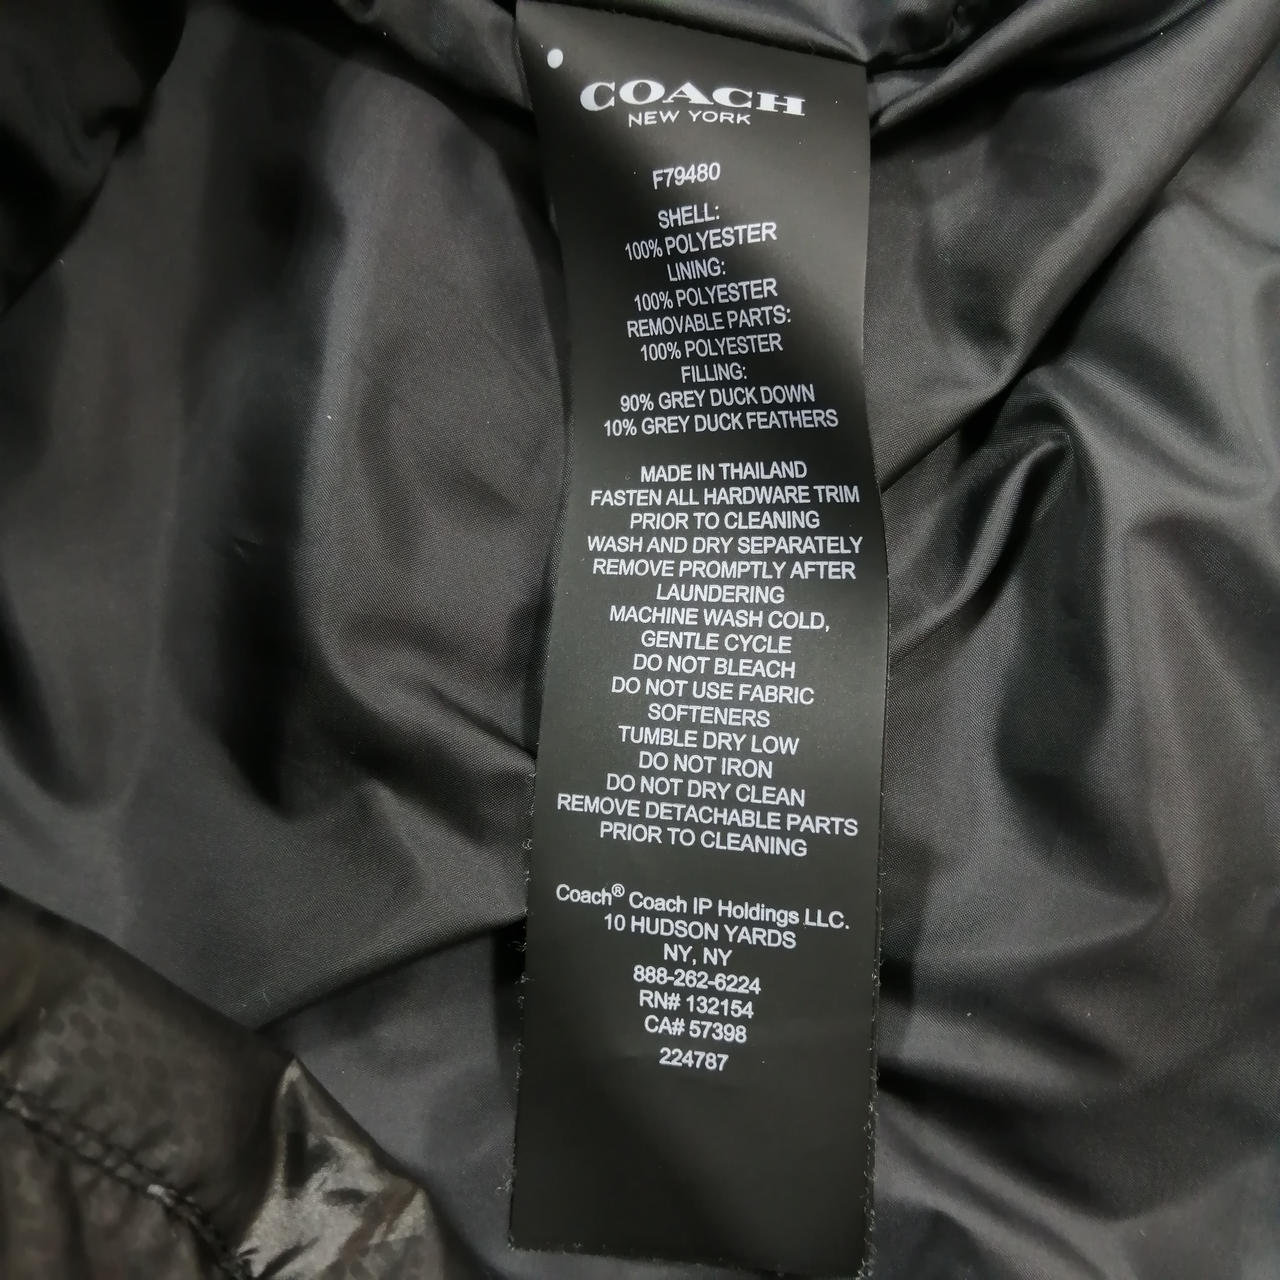 COACH
NEW YORK
F79480
SHELL:
100% POLYESTER
LINING:
100% POLYESTER
REMOVABLE PARTS:
100% POLYESTER
FILLING:
90% GREY DUCK DOWN
10% GREY DUCK FEATHERS
MADE IN THAILAND
FASTEN ALL HARDWARE TRIM
PRIOR TO CLEANING
WASH AND DRY SEPARATELY
REMOVE PROMPTLY AFTER
LAUNDERING
MACHINE WASH COLD,
GENTLE CYCLE
DO NOT BLEACH
DO NOT USE FABRIC
SOFTENERS
TUMBLE DRY LOW
DO NOT IRON
DO NOT DRY CLEAN
REMOVE DETACHABLE PARTS
PRIOR TO CLEANING
Coach® Coach IP Holdings LLC.
10 HUDSON YARDS
NY, NY
888-262-6224
RN# 132154
CA# 57398
224787